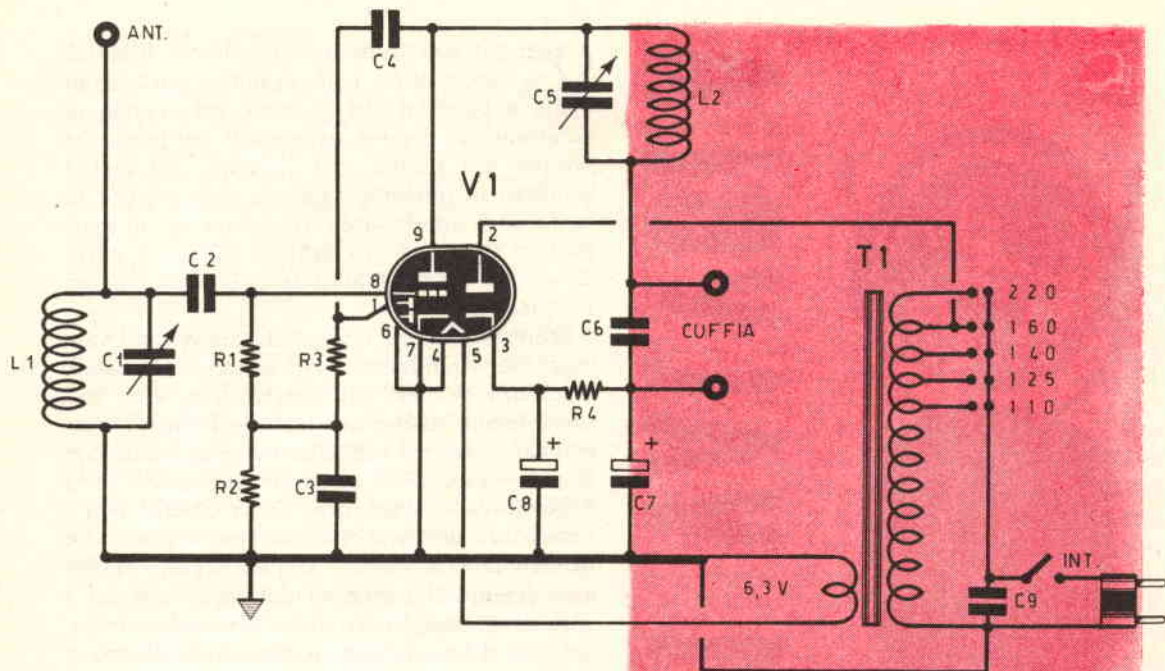 ANT.
C4
C5
L2
V1
9
2
T1
C2
8
1
6
7
4
5
3
220
160
140
125
110
L1
C1
R1
R3
C6
CUFFIA
R4
+
+
R2
C3
C8
C7
6,3 V
INT.
C9